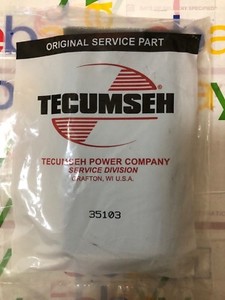 ORIGINAL SERVICE PART
TECUMSEH
®
TECUMSEH POWER COMPANY
SERVICE DIVISION
GRAFTON, WI U.S.A.
35103